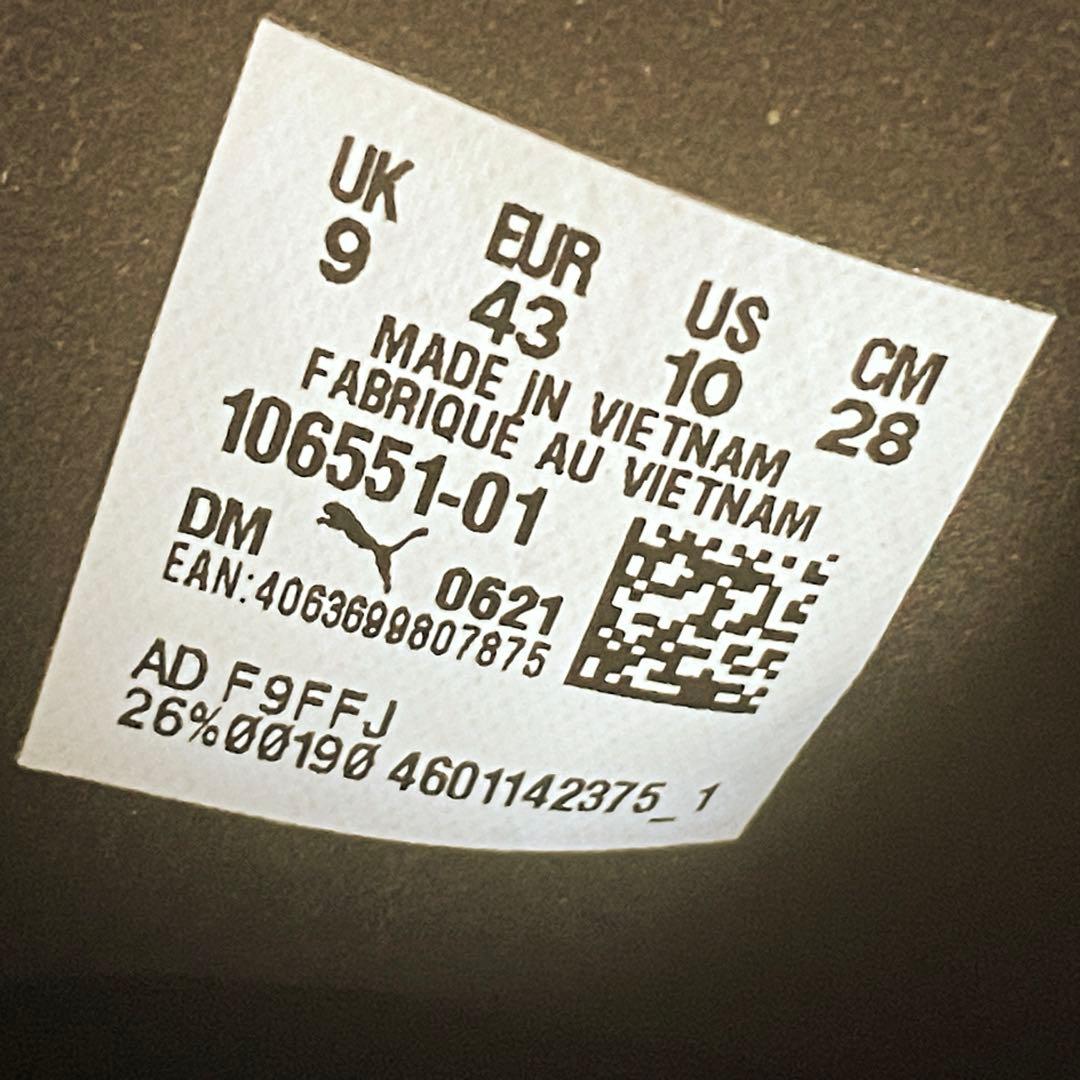 UK EUR US CM
9 43 10 28
MADE IN VIETNAM
FABRIQUÉ AU VIETNAM
106551-01
DM 0621
EAN:4063699807875
AD F9FFJ
26%00190 4601142375_1